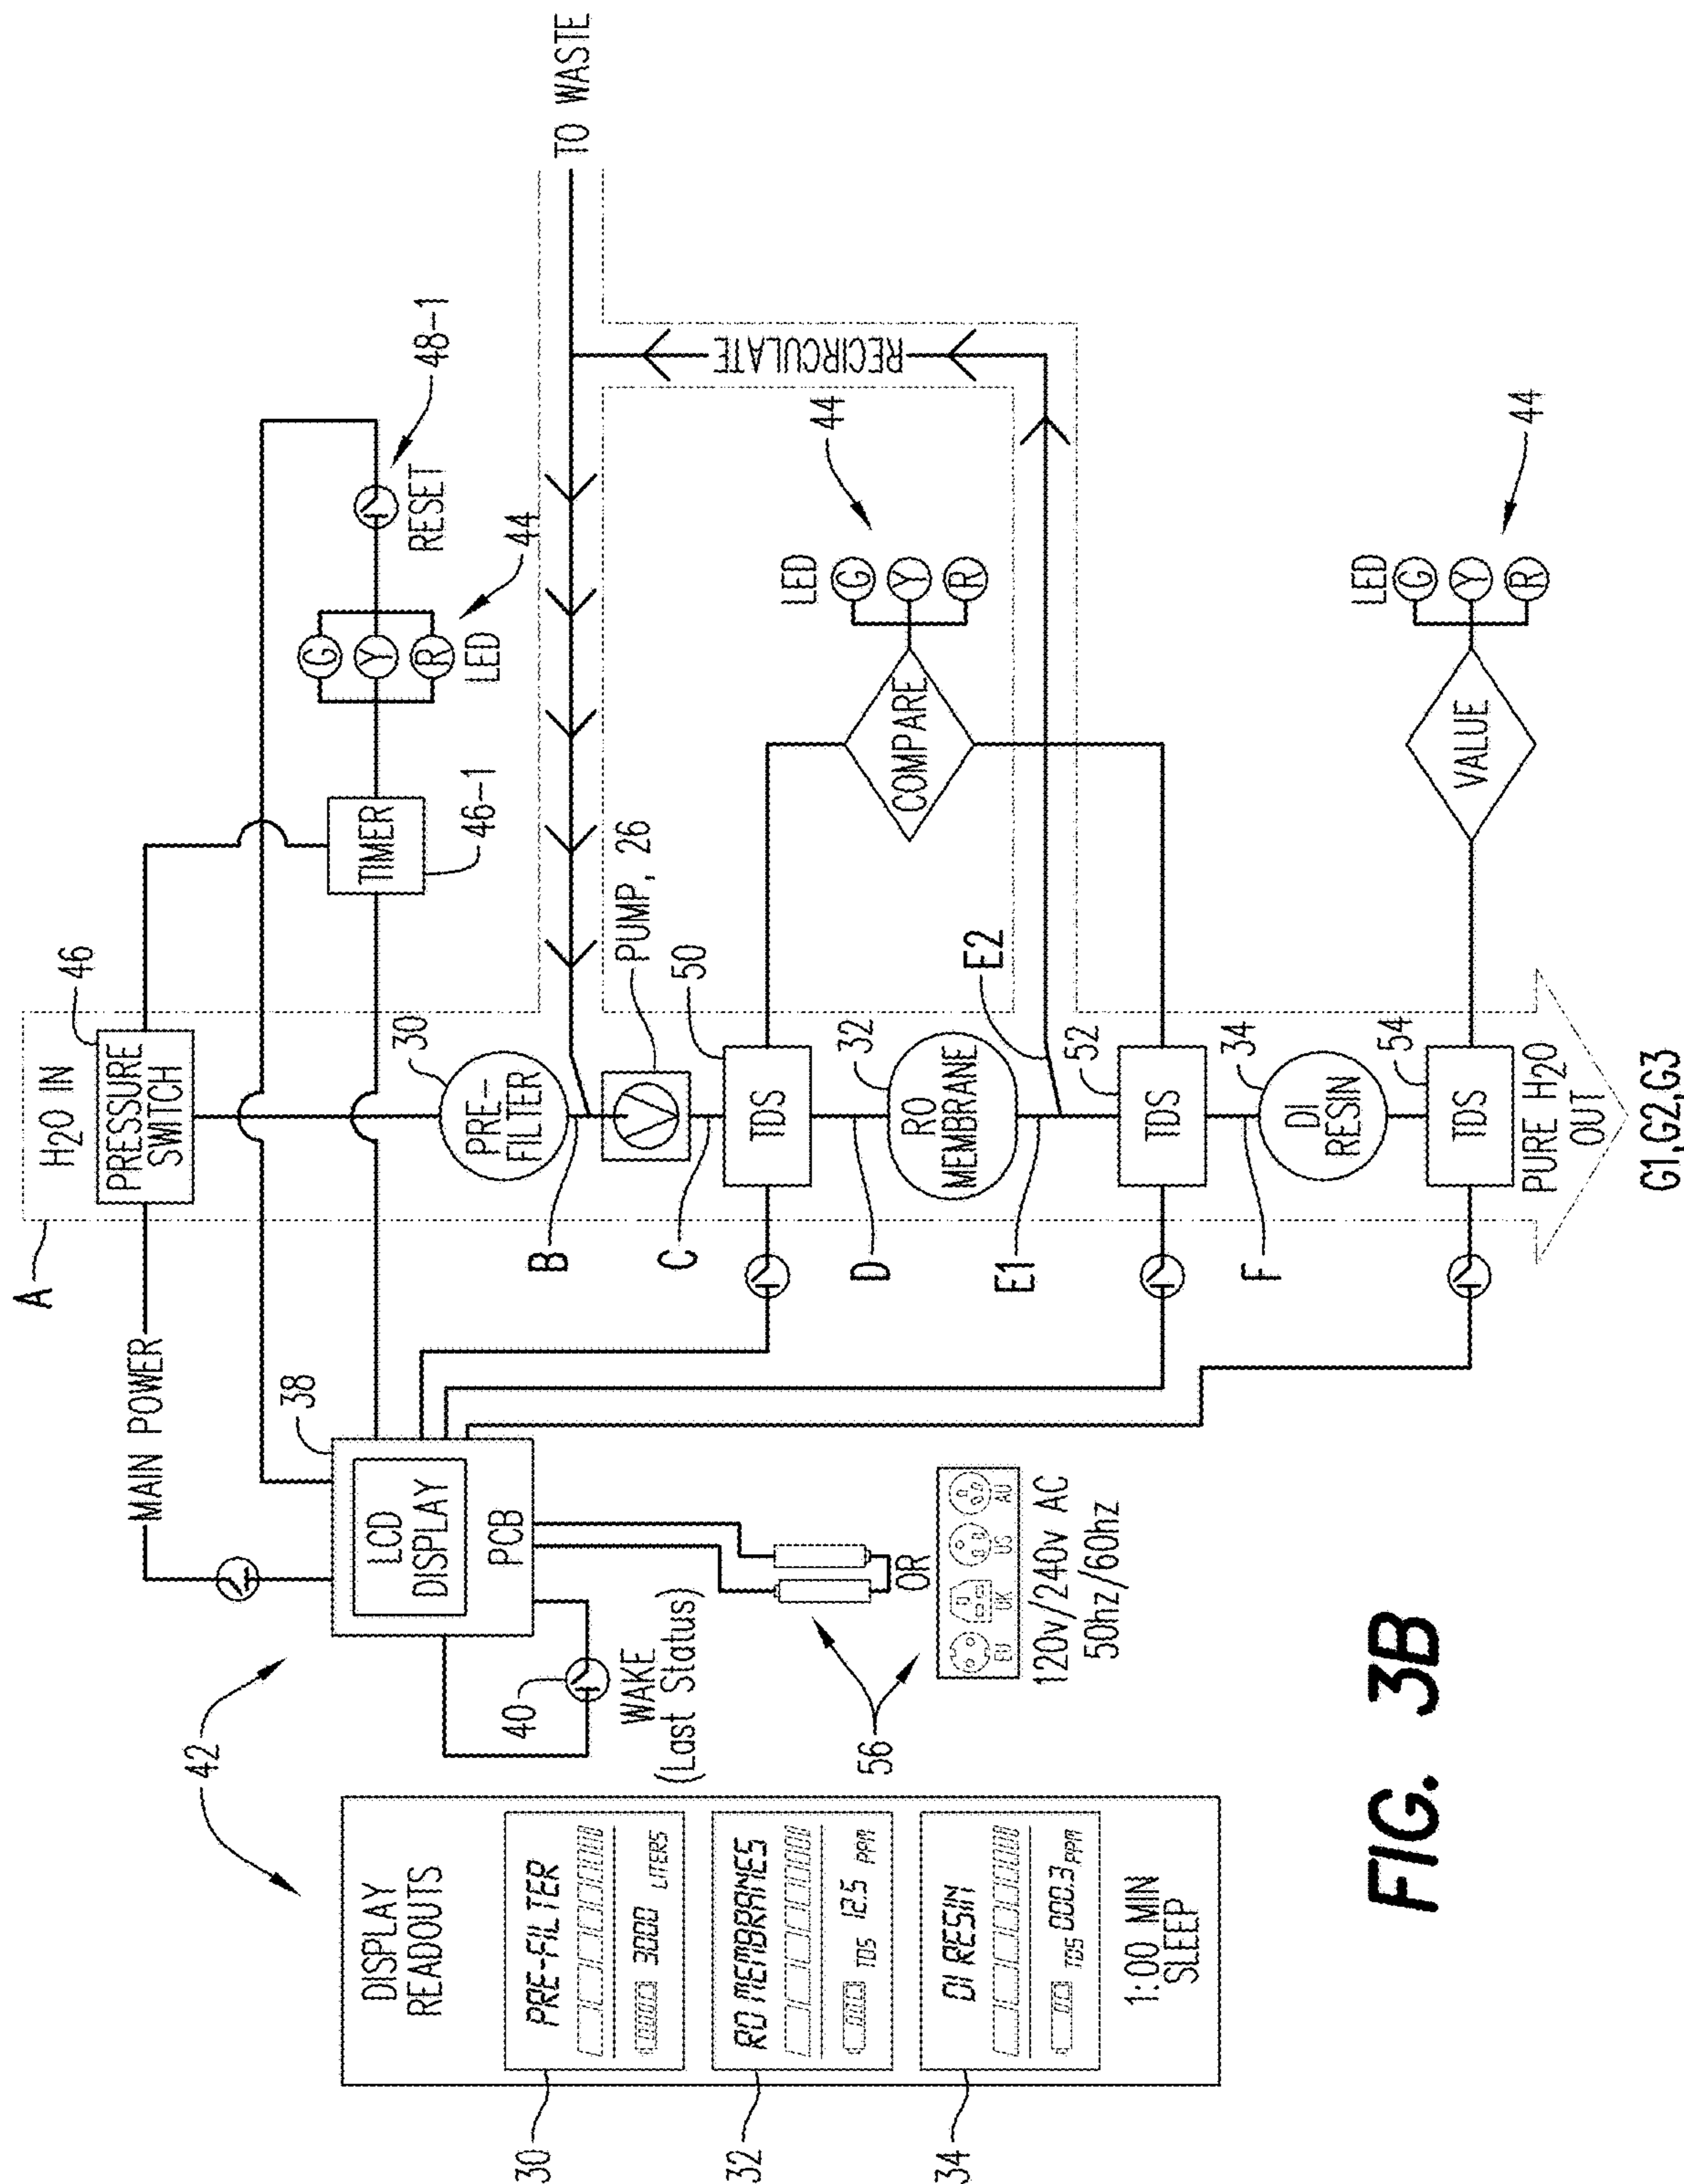 42
DISPLAY
READOUTS
30
PRE-FILTER
3000 LITERS
32
RO MEMBRANES
TDS 12.5 PPM
34
DI RESIN
TDS 000.3 PPM
1:00 MIN
SLEEP
MAIN POWER
38
LCD
DISPLAY
PCB
40
WAKE
(Last Status)
56
OR
EU UK US AU
120v/240v AC
50hz/60hz
A
H2O IN
46
PRESSURE
SWITCH
30
PRE-
FILTER
B
PUMP, 26
C
50
TDS
D
32
RO
MEMBRANE
E1
E2
52
TDS
F
34
DI
RESIN
54
TDS
PURE H2O
OUT
G1,G2,G3
TIMER
46-1
G
Y
R
LED
44
RESET
48-1
TO WASTE
RECIRCULATE
COMPARE
LED
G
Y
R
44
VALUE
LED
G
Y
R
44
FIG. 3B